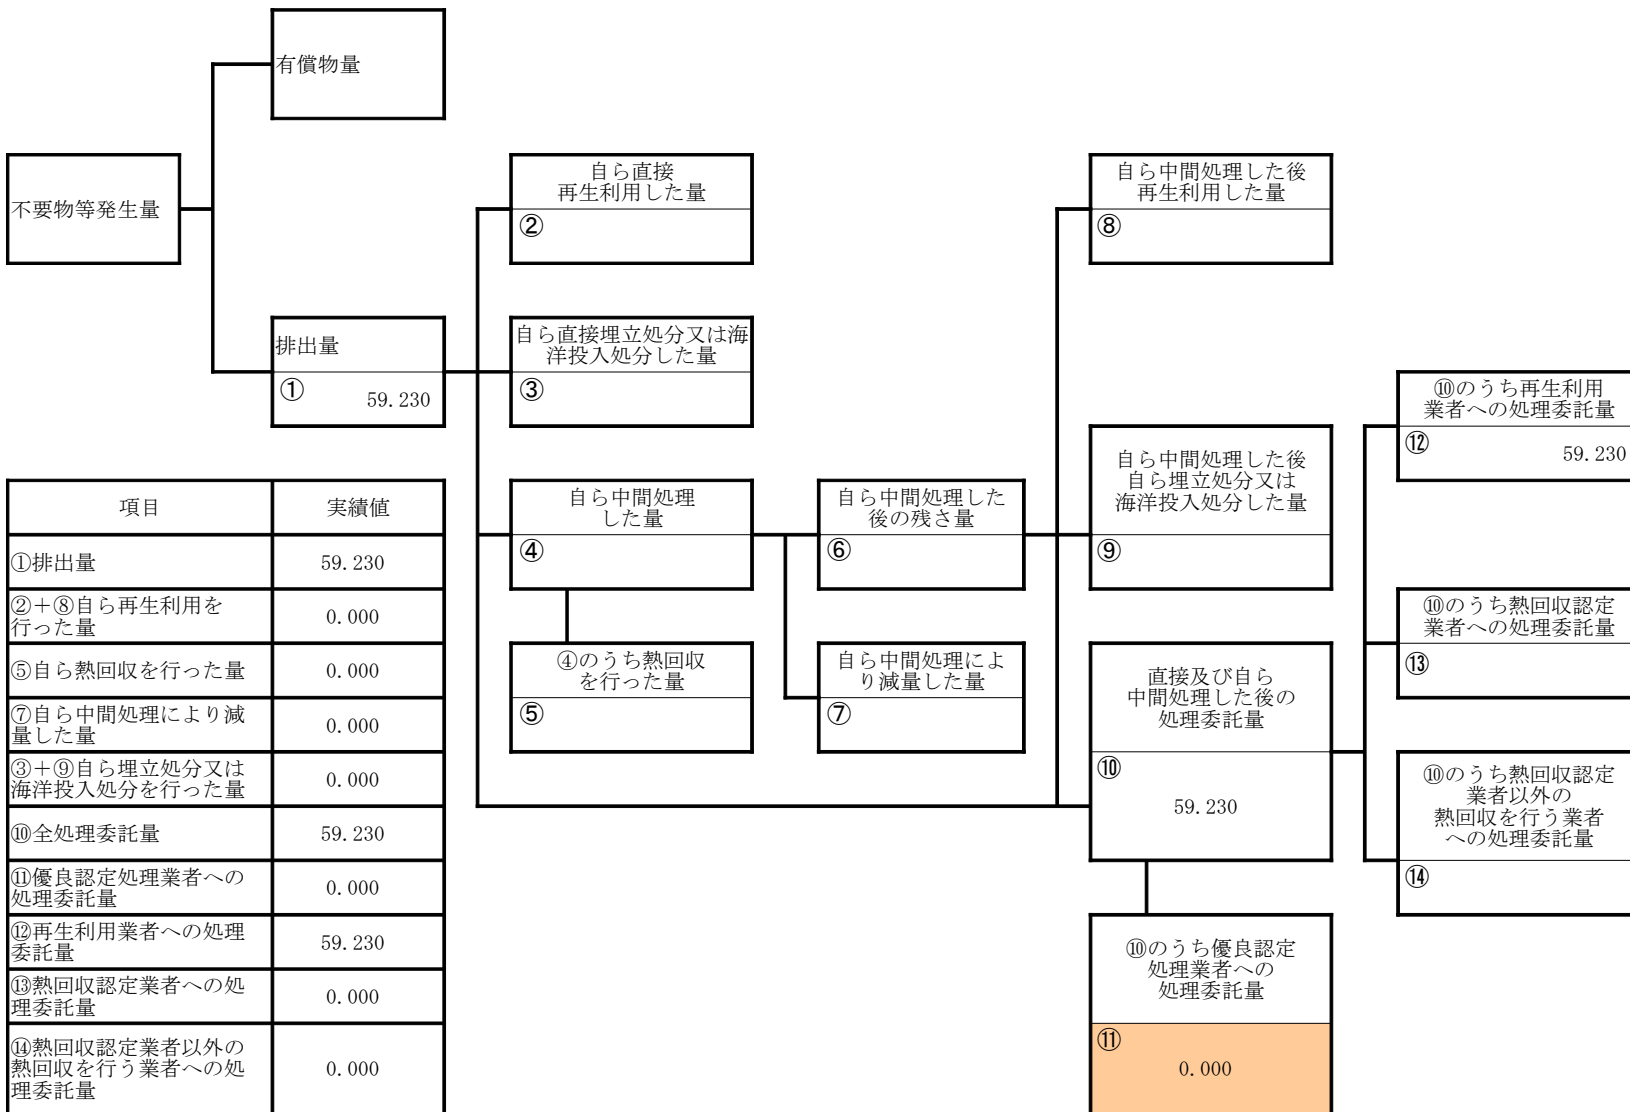 有償物量
不要物等発生量
排出量
①
59.230
自ら直接
再生利用した量
②
自ら直接埋立処分又は海
洋投入処分した量
③
自ら中間処理
した量
④
④のうち熱回収
を行った量
⑤
自ら中間処理した
後の残さ量
⑥
自ら中間処理によ
り減量した量
⑦
自ら中間処理した後
再生利用した量
⑧
自ら中間処理した後
自ら埋立処分又は
海洋投入処分した量
⑨
直接及び自ら
中間処理した後の
処理委託量
⑩
59.230
⑩のうち優良認定
処理業者への
処理委託量
⑪
0.000
⑩のうち再生利用
業者への処理委託量
⑫
59.230
⑩のうち熱回収認定
業者への処理委託量
⑬
⑩のうち熱回収認定
業者以外の
熱回収を行う業者
への処理委託量
⑭
項目 実績値
①排出量 59.230
②+⑧自ら再生利用を
行った量 0.000
⑤自ら熱回収を行った量 0.000
⑦自ら中間処理により減
量した量 0.000
③+⑨自ら埋立処分又は
海洋投入処分を行った量 0.000
⑩全処理委託量 59.230
⑪優良認定処理業者への
処理委託量 0.000
⑫再生利用業者への処理
委託量 59.230
⑬熱回収認定業者への処
理委託量 0.000
⑭熱回収認定業者以外の
熱回収を行う業者への処
理委託量 0.000